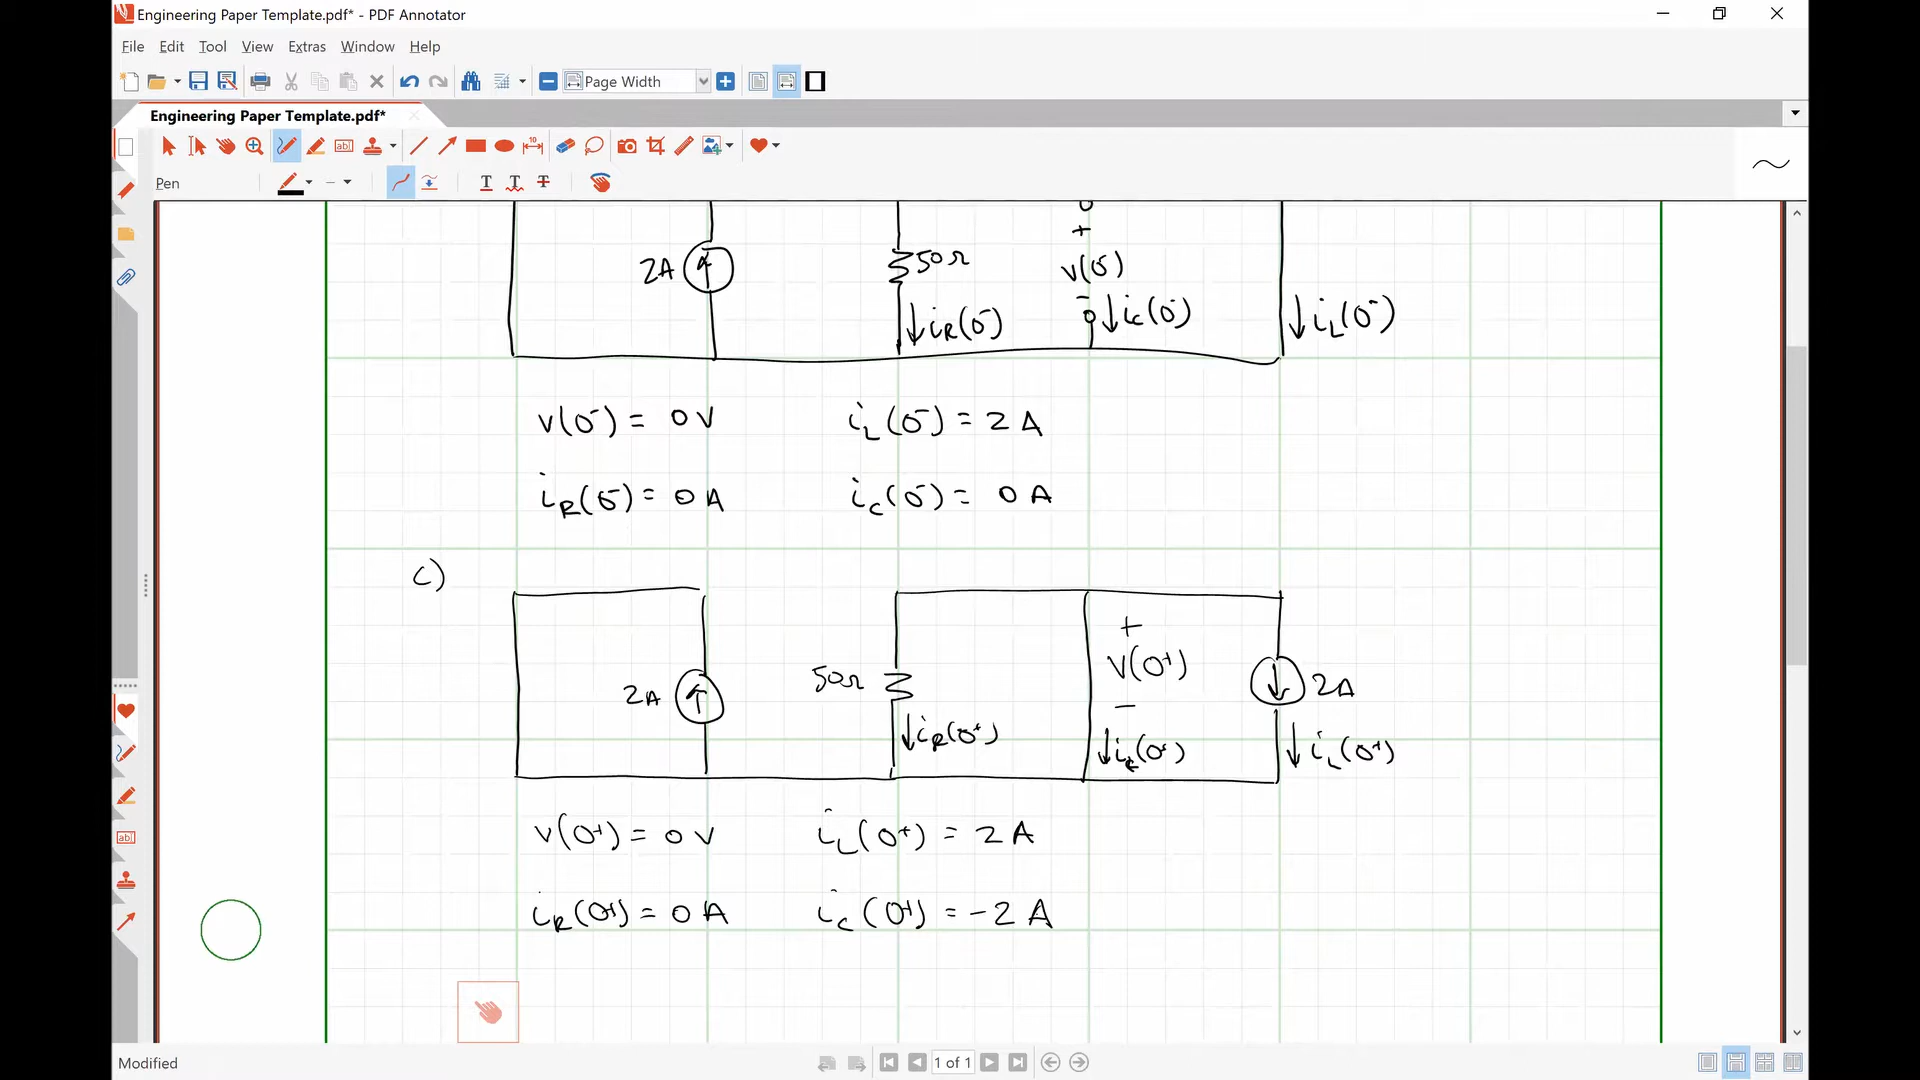 Engineering Paper Template.pdf* - PDF Annotator
File Edit Tool View Extras Window Help
Page Width
Engineering Paper Template.pdf*
Pen
2A
50Ω
+
v(0⁻)
-
↓iR(0⁻)
↓ic(0⁻)
↓iL(0⁻)
v(0⁻) = 0 V
iL(0⁻) = 2 A
iR(0⁻) = 0 A
ic(0⁻) = 0 A
c)
2A
50Ω
↓iR(0⁺)
+
v(0⁺)
-
↓ic(0⁺)
2A
↓iL(0⁺)
v(0⁺) = 0 V
iL(0⁺) = 2 A
iR(0⁺) = 0 A
ic(0⁺) = -2 A
Modified
1 of 1